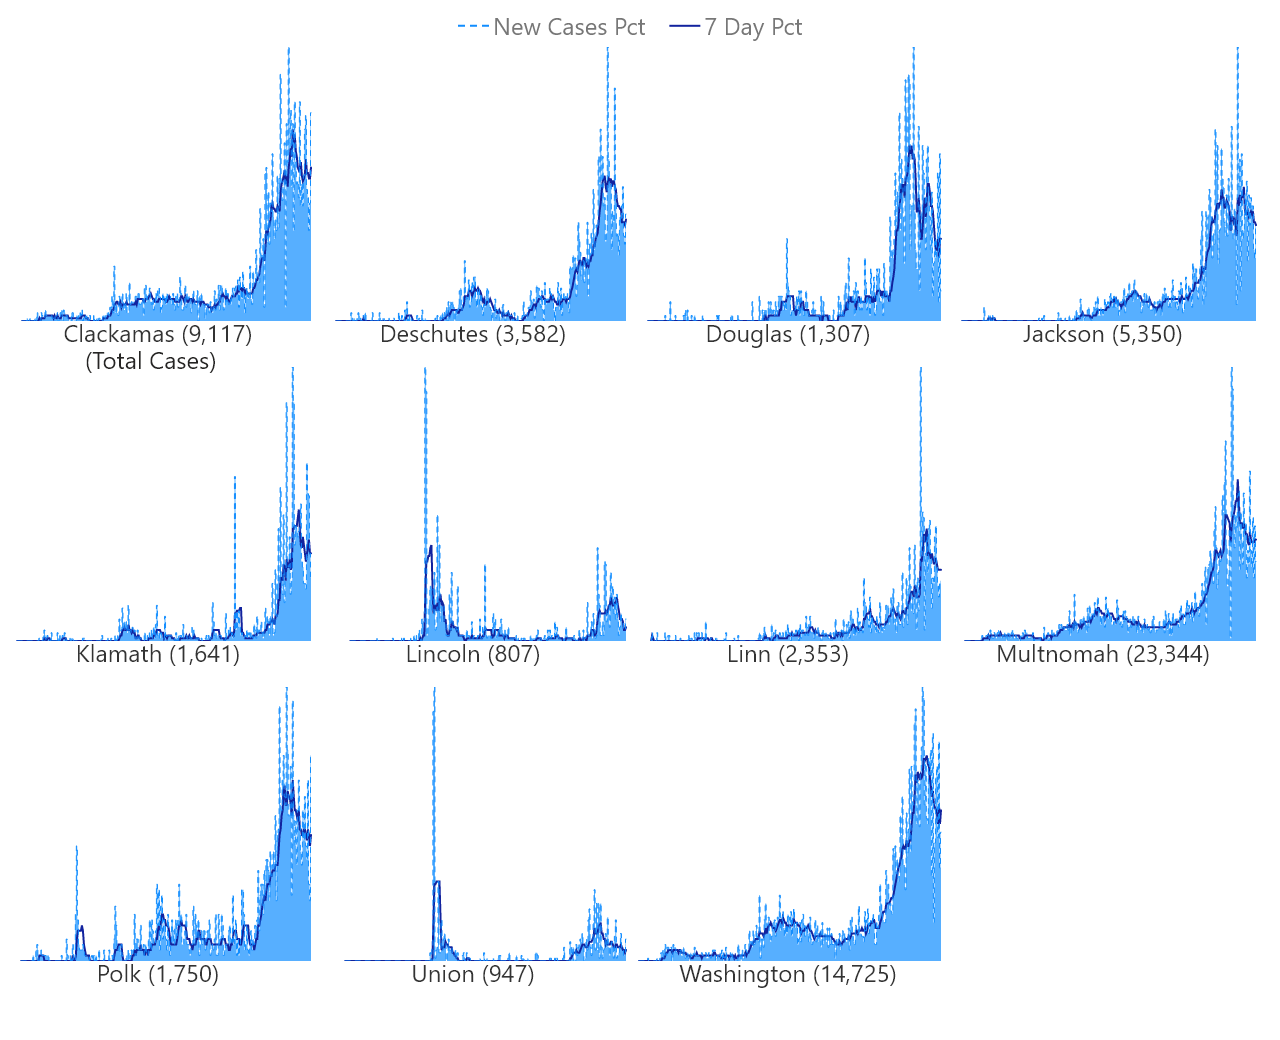 New Cases Pct 7 Day Pct
Clackamas (9,117)
(Total Cases)
Deschutes (3,582)
Douglas (1,307)
Jackson (5,350)
Klamath (1,641)
Lincoln (807)
Linn (2,353)
Multnomah (23,344)
Polk (1,750)
Union (947)
Washington (14,725)